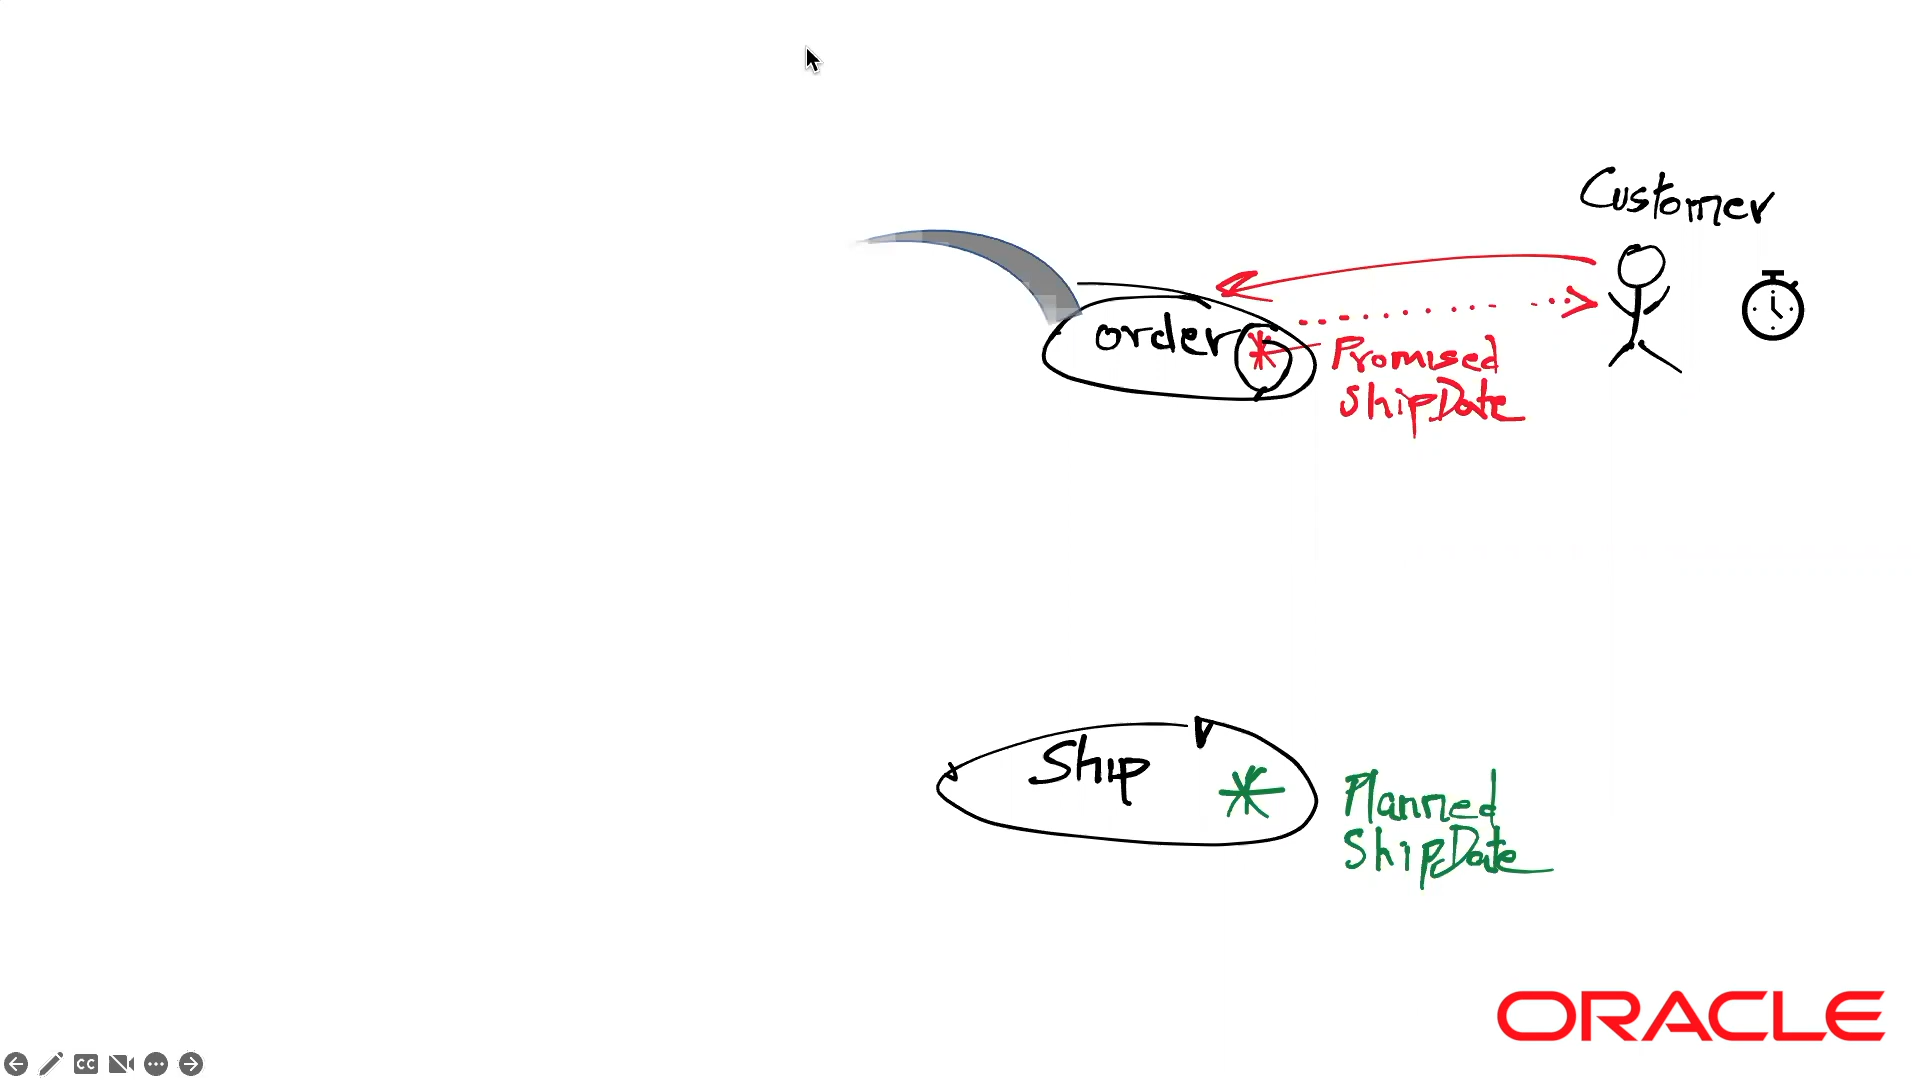 Customer
order
Promised
ShipDate
Ship
Planned
ShipDate
ORACLE
CC